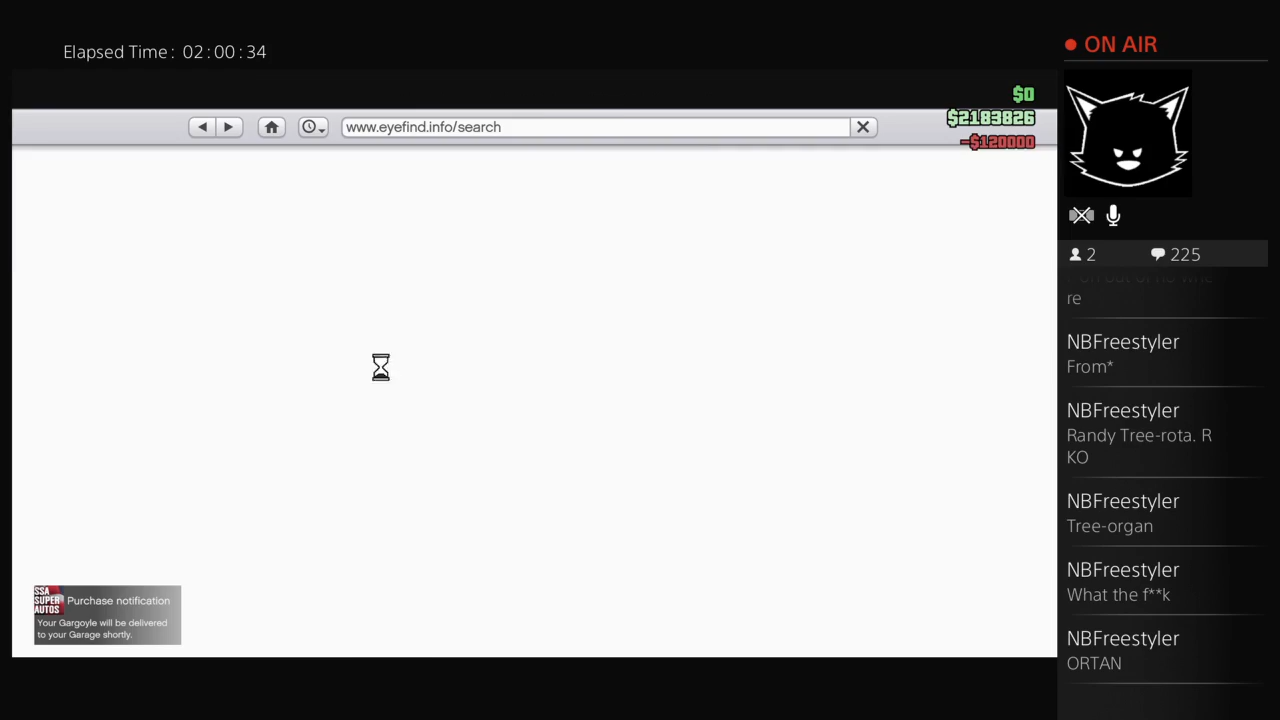 Elapsed Time: 02:00:34
ON AIR
$0
$2183826
-$120000
www.eyefind.info/search
2 225
re
NBFreestyler
From*
NBFreestyler
Randy Tree-rota. R
KO
NBFreestyler
Tree-organ
NBFreestyler
What the f**k
NBFreestyler
ORTAN
SSA
SUPER
AUTOS
Purchase notification
Your Gargoyle will be delivered
to your Garage shortly.